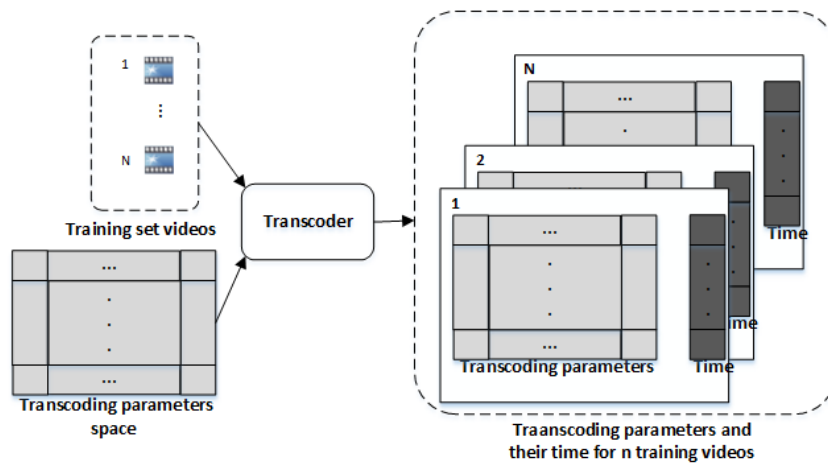 1
...
N
Training set videos
...
.
.
.
...
Transcoding parameters
space
Transcoder
N
...
.
.
.
.
Time
2
...
.
.
.
ime
1
...
.
.
.
...
Transcoding parameters
.
.
.
Time
Traanscoding parameters and
their time for n training videos